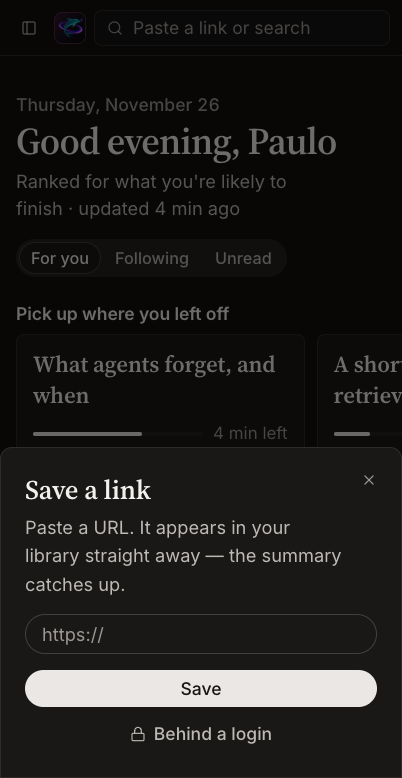 Paste a link or search
Thursday, November 26
Good evening, Paulo
Ranked for what you're likely to
finish · updated 4 min ago
For you Following Unread
Pick up where you left off
What agents forget, and
when
4 min left
A shor
retriev
Save a link
Paste a URL. It appears in your
library straight away — the summary
catches up.
https://
Save
Behind a login